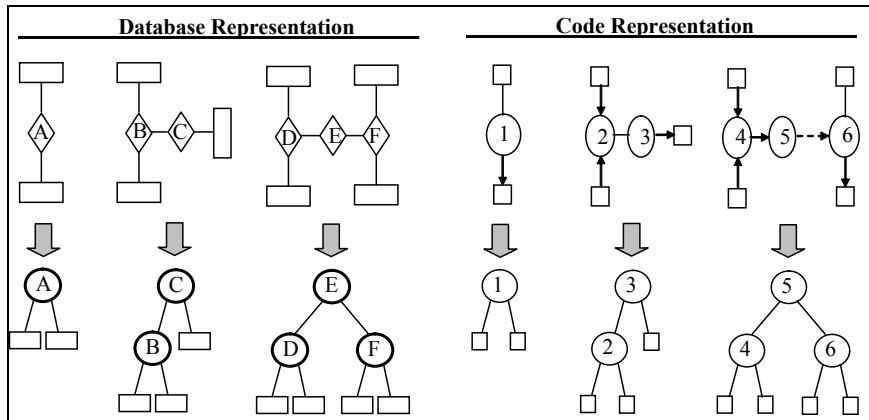 Database Representation Code Representation
A B C D E F 1 2 3 4 5 6
A C E 1 3 5
B D F 2 4 6